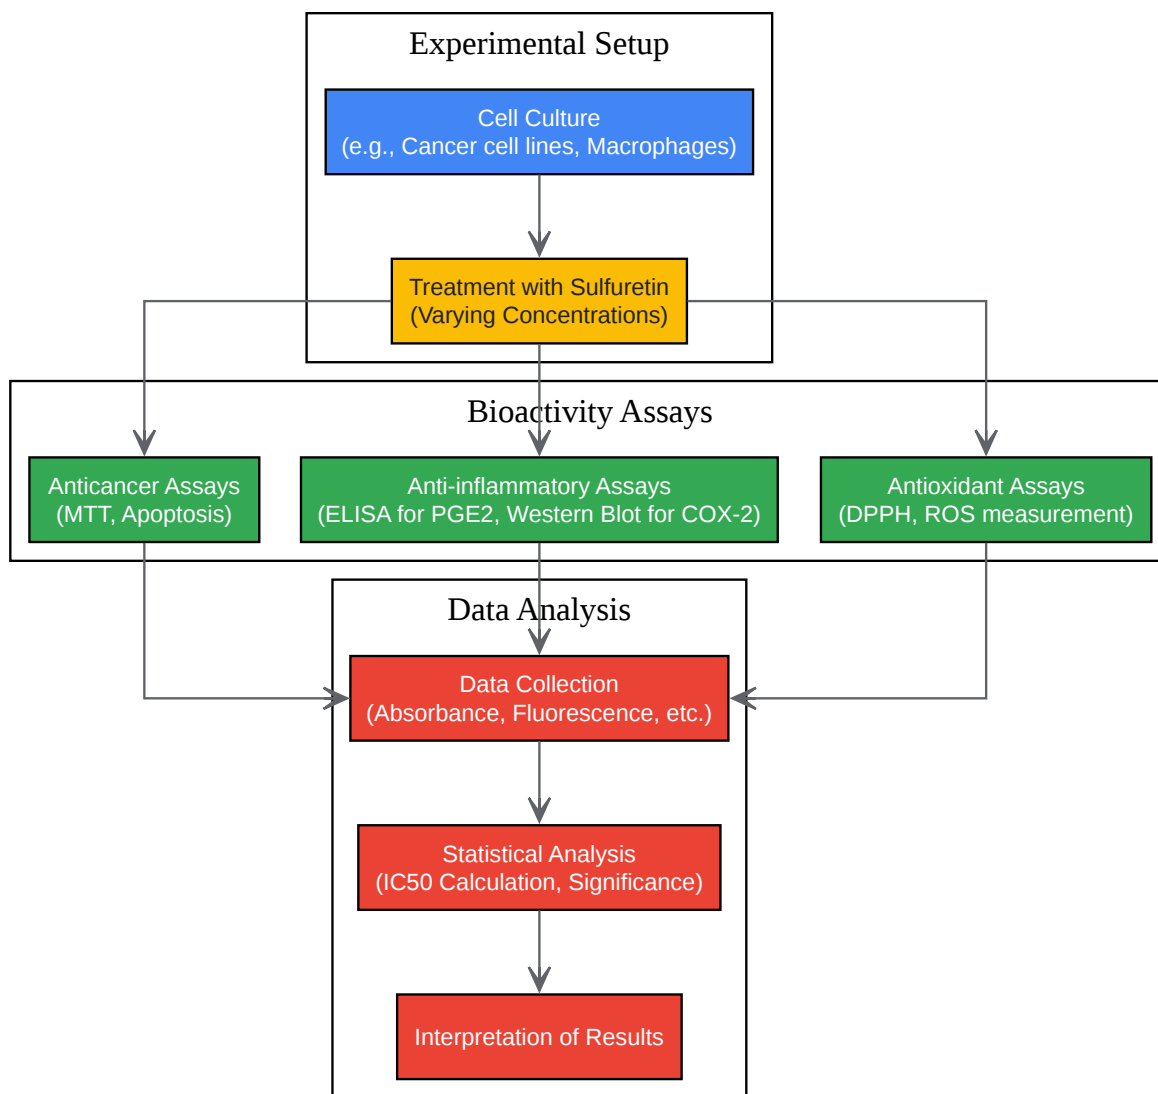 Experimental Setup
Cell Culture
(e.g., Cancer cell lines, Macrophages)
Treatment with Sulfuretin
(Varying Concentrations)
Bioactivity Assays
Anticancer Assays
(MTT, Apoptosis)
Anti-inflammatory Assays
(ELISA for PGE2, Western Blot for COX-2)
Antioxidant Assays
(DPPH, ROS measurement)
Data Analysis
Data Collection
(Absorbance, Fluorescence, etc.)
Statistical Analysis
(IC50 Calculation, Significance)
Interpretation of Results